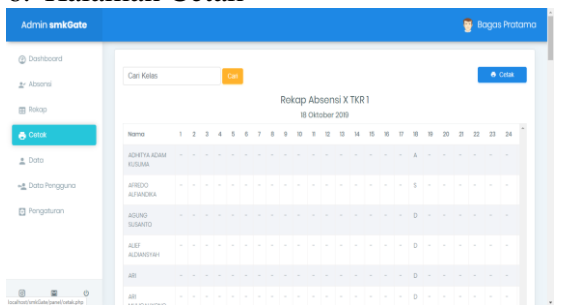 Admin smkGate
Bagas Pratama
Dashboard
Absensi
Rekap
Cetak
Data
Data Pengguna
Pengaturan
Cari Kelas
Cari
Cetak
Rekap Absensi X TKR 1
18 Oktober 2019
Nama 1 2 3 4 5 6 7 8 9 10 11 12 13 14 15 16 17 18 19 20 21 22 23 24
ADHITYA ADAM - - - - - - - - - - - - - - - - - A - - - - - -
KUSUMA
AFREDO - - - - - - - - - - - - - - - - - S - - - - - -
ALFIANDIKA
AGUNG - - - - - - - - - - - - - - - - - D - - - - - -
SUSANTO
ALIEF - - - - - - - - - - - - - - - - - D - - - - - -
ALDIANSYAH
ARI - - - - - - - - - - - - - - - - - D - - - - - -
ARI - - - - - - - - - - - - - - - - - D - - - - - -
localhost/smkGate/panel/cetak.php